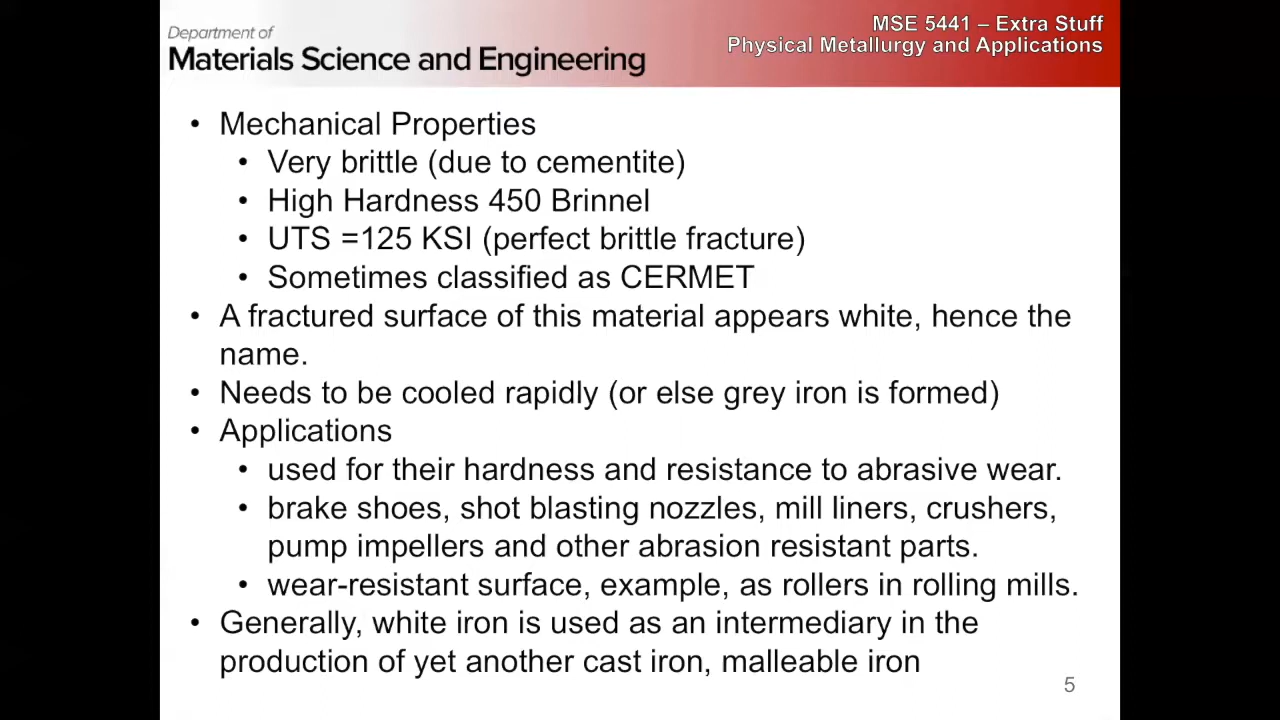 Department of
Materials Science and Engineering
MSE 5441 – Extra Stuff
Physical Metallurgy and Applications
• Mechanical Properties
• Very brittle (due to cementite)
• High Hardness 450 Brinnel
• UTS =125 KSI (perfect brittle fracture)
• Sometimes classified as CERMET
• A fractured surface of this material appears white, hence the
name.
• Needs to be cooled rapidly (or else grey iron is formed)
• Applications
• used for their hardness and resistance to abrasive wear.
• brake shoes, shot blasting nozzles, mill liners, crushers,
pump impellers and other abrasion resistant parts.
• wear-resistant surface, example, as rollers in rolling mills.
• Generally, white iron is used as an intermediary in the
production of yet another cast iron, malleable iron
5